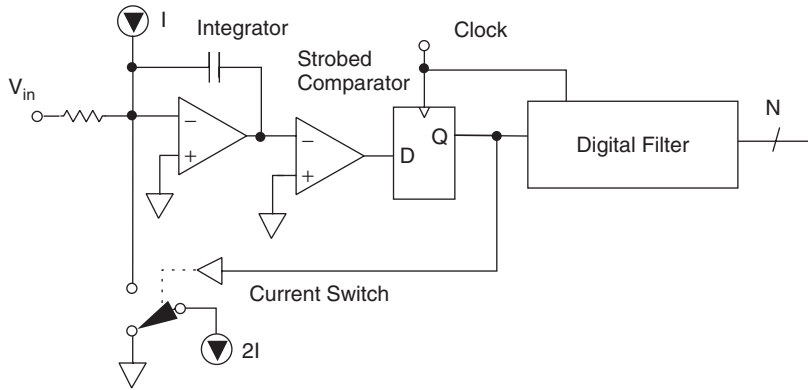 I
Integrator
Clock
Strobed
Comparator
V_in
N
−
+
−
+
D
Q
Digital Filter
Current Switch
2I